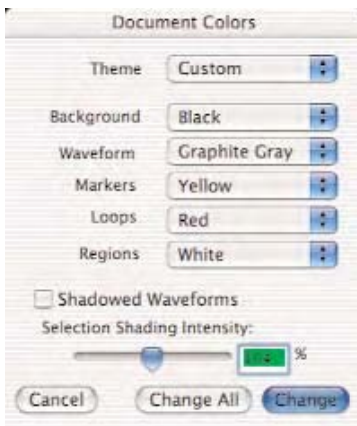 Document Colors
Theme Custom
Background Black
Waveform Graphite Gray
Markers Yellow
Loops Red
Regions White
Shadowed Waveforms
Selection Shading Intensity:
%
Cancel Change All Change